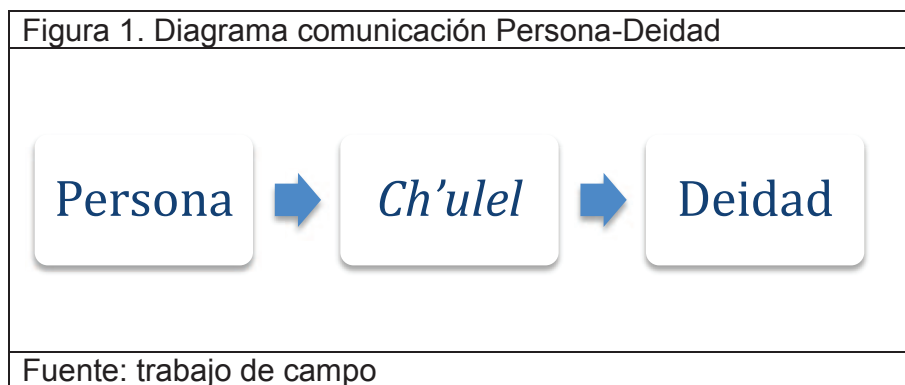 Figura 1. Diagrama comunicación Persona-Deidad
Persona
Ch’ulel
Deidad
Fuente: trabajo de campo